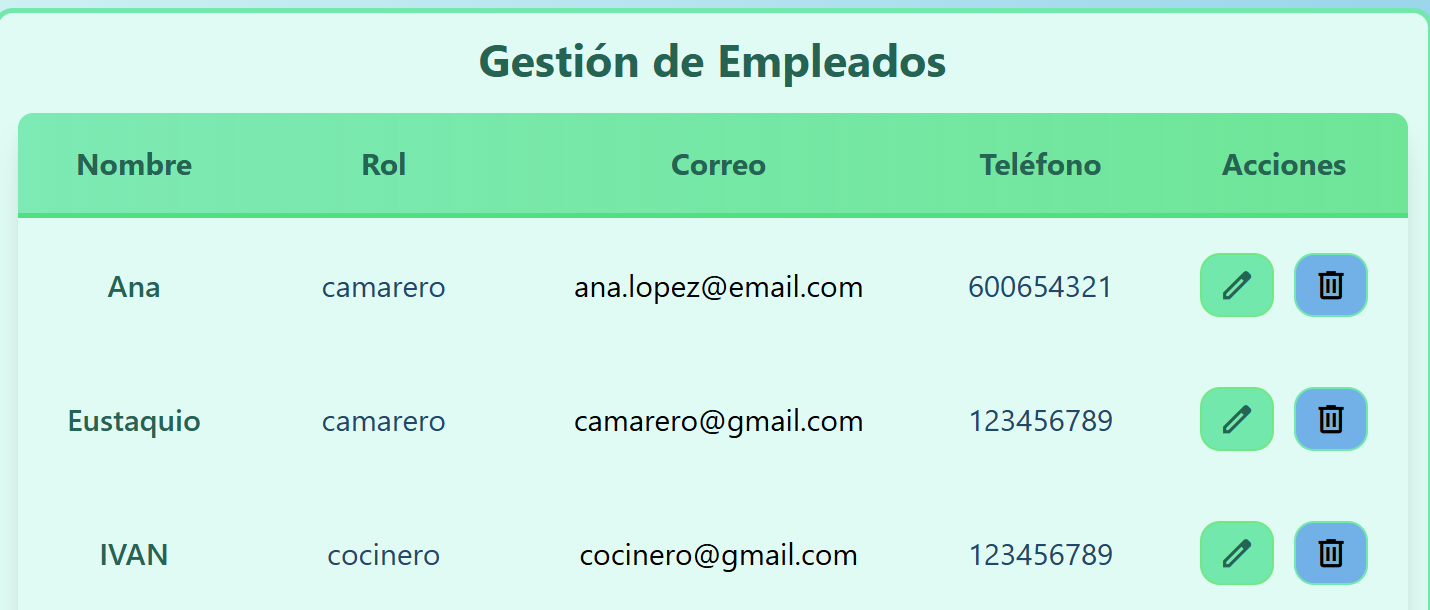 Gestión de Empleados
Nombre Rol Correo Teléfono Acciones
Ana camarero ana.lopez@email.com 600654321
Eustaquio camarero camarero@gmail.com 123456789
IVAN cocinero cocinero@gmail.com 123456789